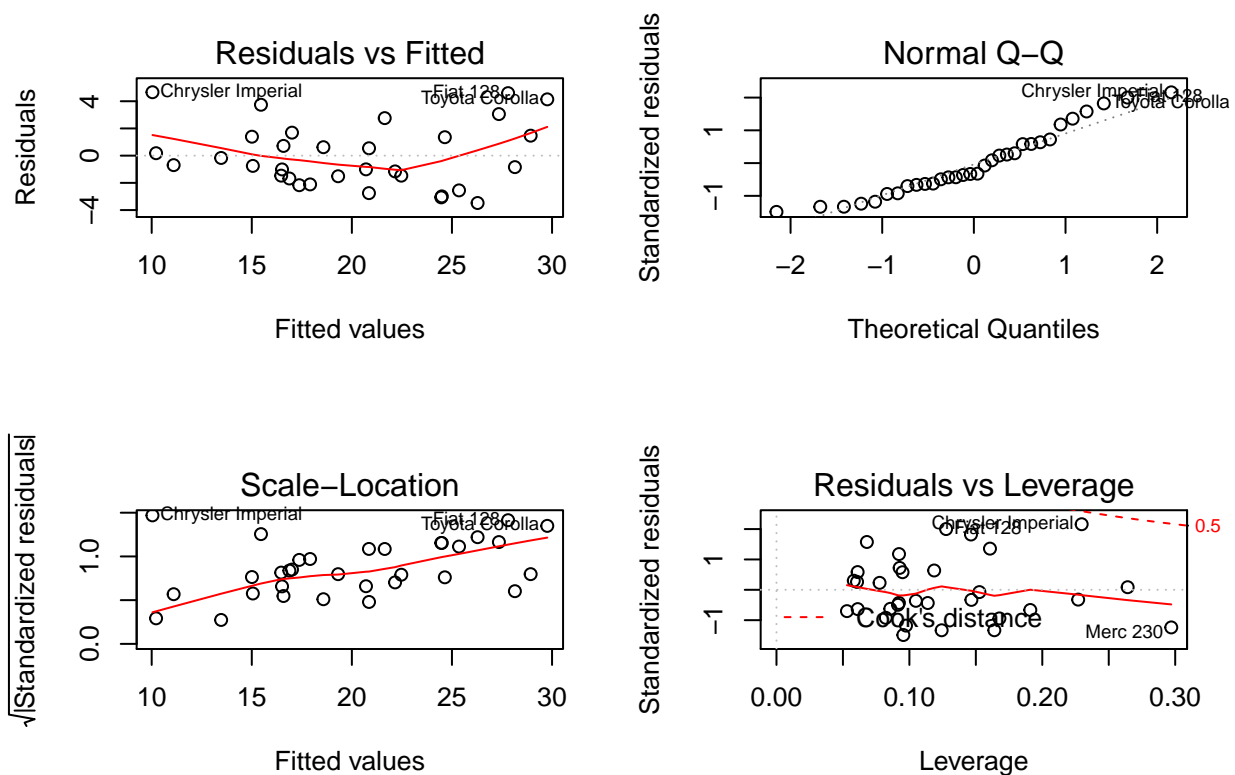 Residuals vs Fitted
Residuals
4
0
−4
Chrysler Imperial
Fiat 128
Toyota Corolla
10 15 20 25 30
Fitted values
Normal Q−Q
Standardized residuals
1
−1
Chrysler Imperial
Fiat 128
Toyota Corolla
−2 −1 0 1 2
Theoretical Quantiles
Scale−Location
√|Standardized residuals|
1.0
0.0
Chrysler Imperial
Fiat 128
Toyota Corolla
10 15 20 25 30
Fitted values
Residuals vs Leverage
Standardized residuals
1
−1
Chrysler Imperial
Fiat 128
0.5
Cook's distance
Merc 230
0.00 0.10 0.20 0.30
Leverage